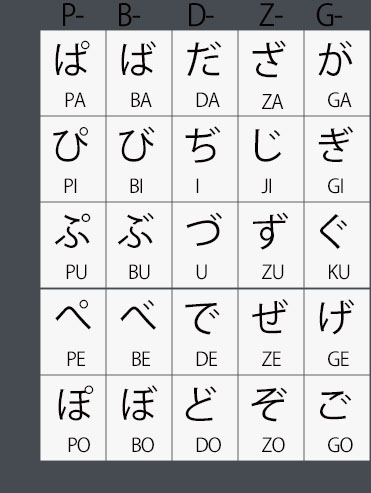 P- B- D- Z- G-
ぱ ば だ ざ が
PA BA DA ZA GA
ぴ び ぢ じ ぎ
PI BI I JI GI
ぷ ぶ づ ず ぐ
PU BU U ZU KU
ぺ べ で ぜ げ
PE BE DE ZE GE
ぽ ぼ ど ぞ ご
PO BO DO ZO GO